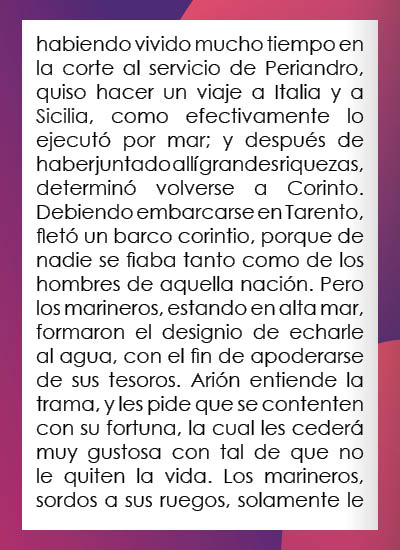 habiendo vivido mucho tiempo en
la corte al servicio de Periandro,
quiso hacer un viaje a Italia y a
Sicilia, como efectivamente lo
ejecutó por mar; y después de
haber juntado allí grandes riquezas,
determinó volverse a Corinto.
Debiendo embarcarse en Tarento,
fletó un barco corintio, porque de
nadie se fiaba tanto como de los
hombres de aquella nación. Pero
los marineros, estando en alta mar,
formaron el designio de echarle
al agua, con el fin de apoderarse
de sus tesoros. Arión entiende la
trama, y les pide que se contenten
con su fortuna, la cual les cederá
muy gustosa con tal de que no
le quiten la vida. Los marineros,
sordos a sus ruegos, solamente le